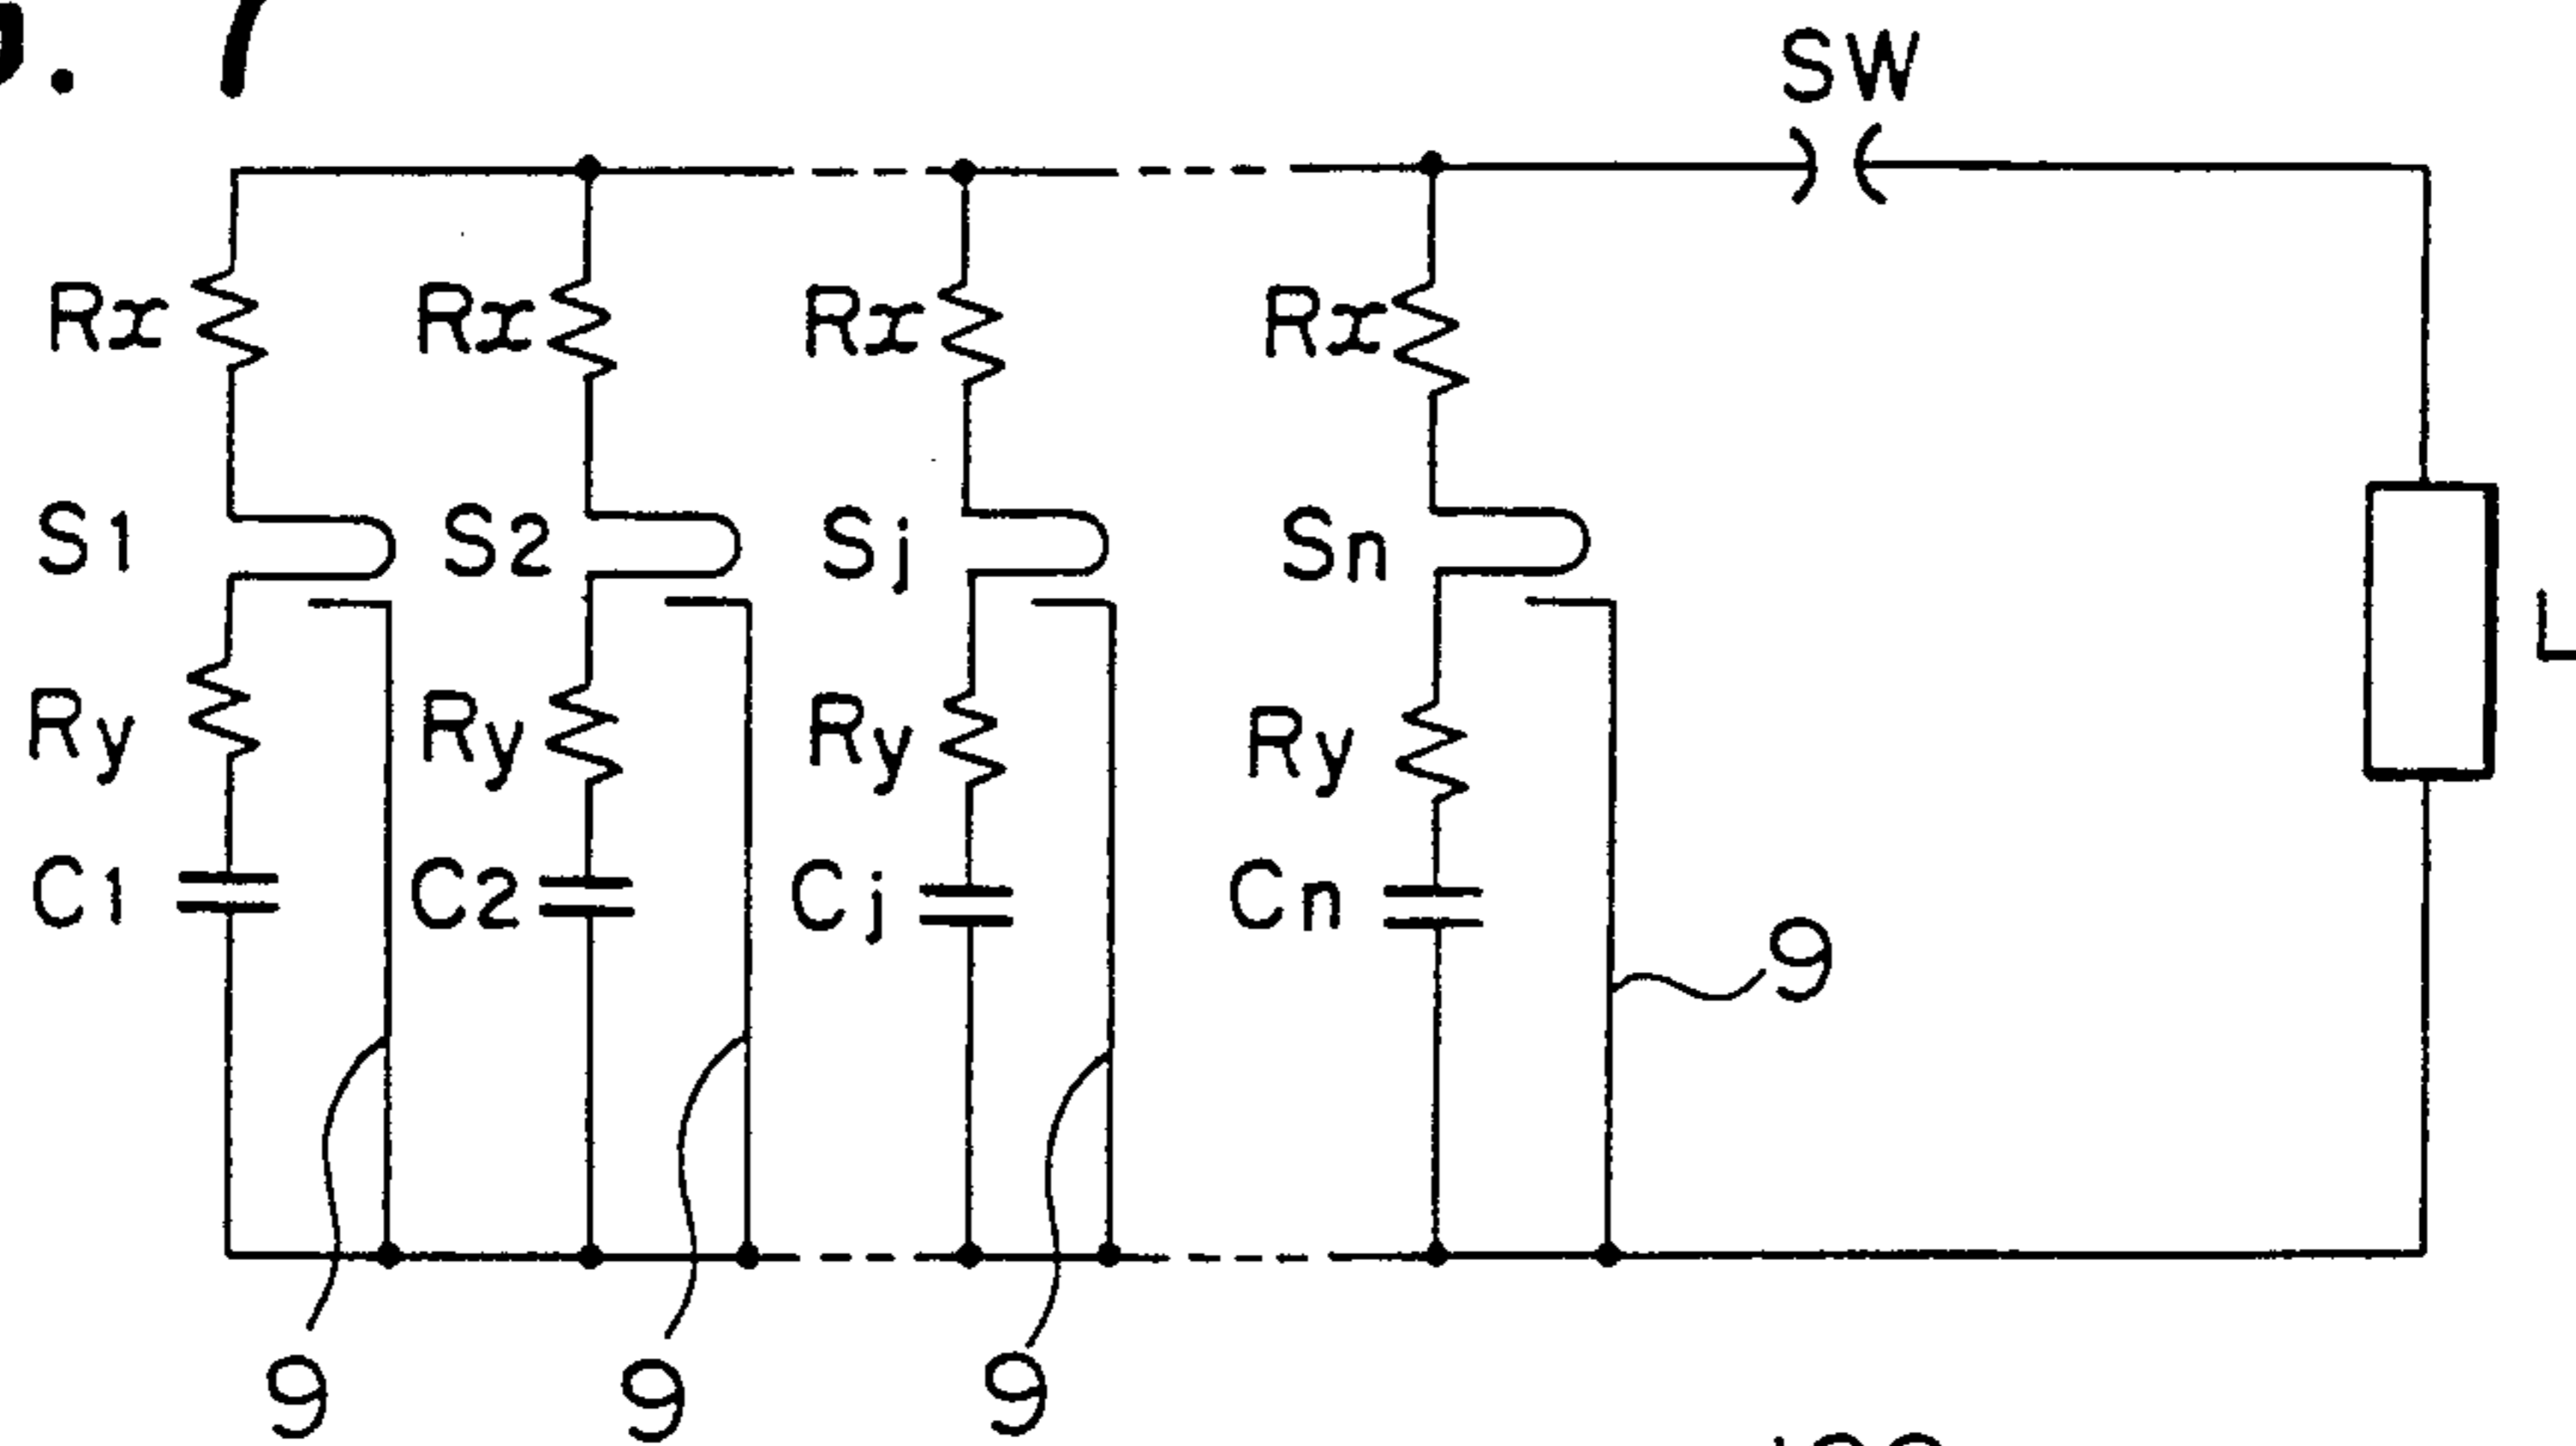 . 7
SW
Rx Rx Rx Rx
S1 S2 Sj Sn
L
Ry Ry Ry Ry
C1 C2 Cj Cn
9
9 9 9